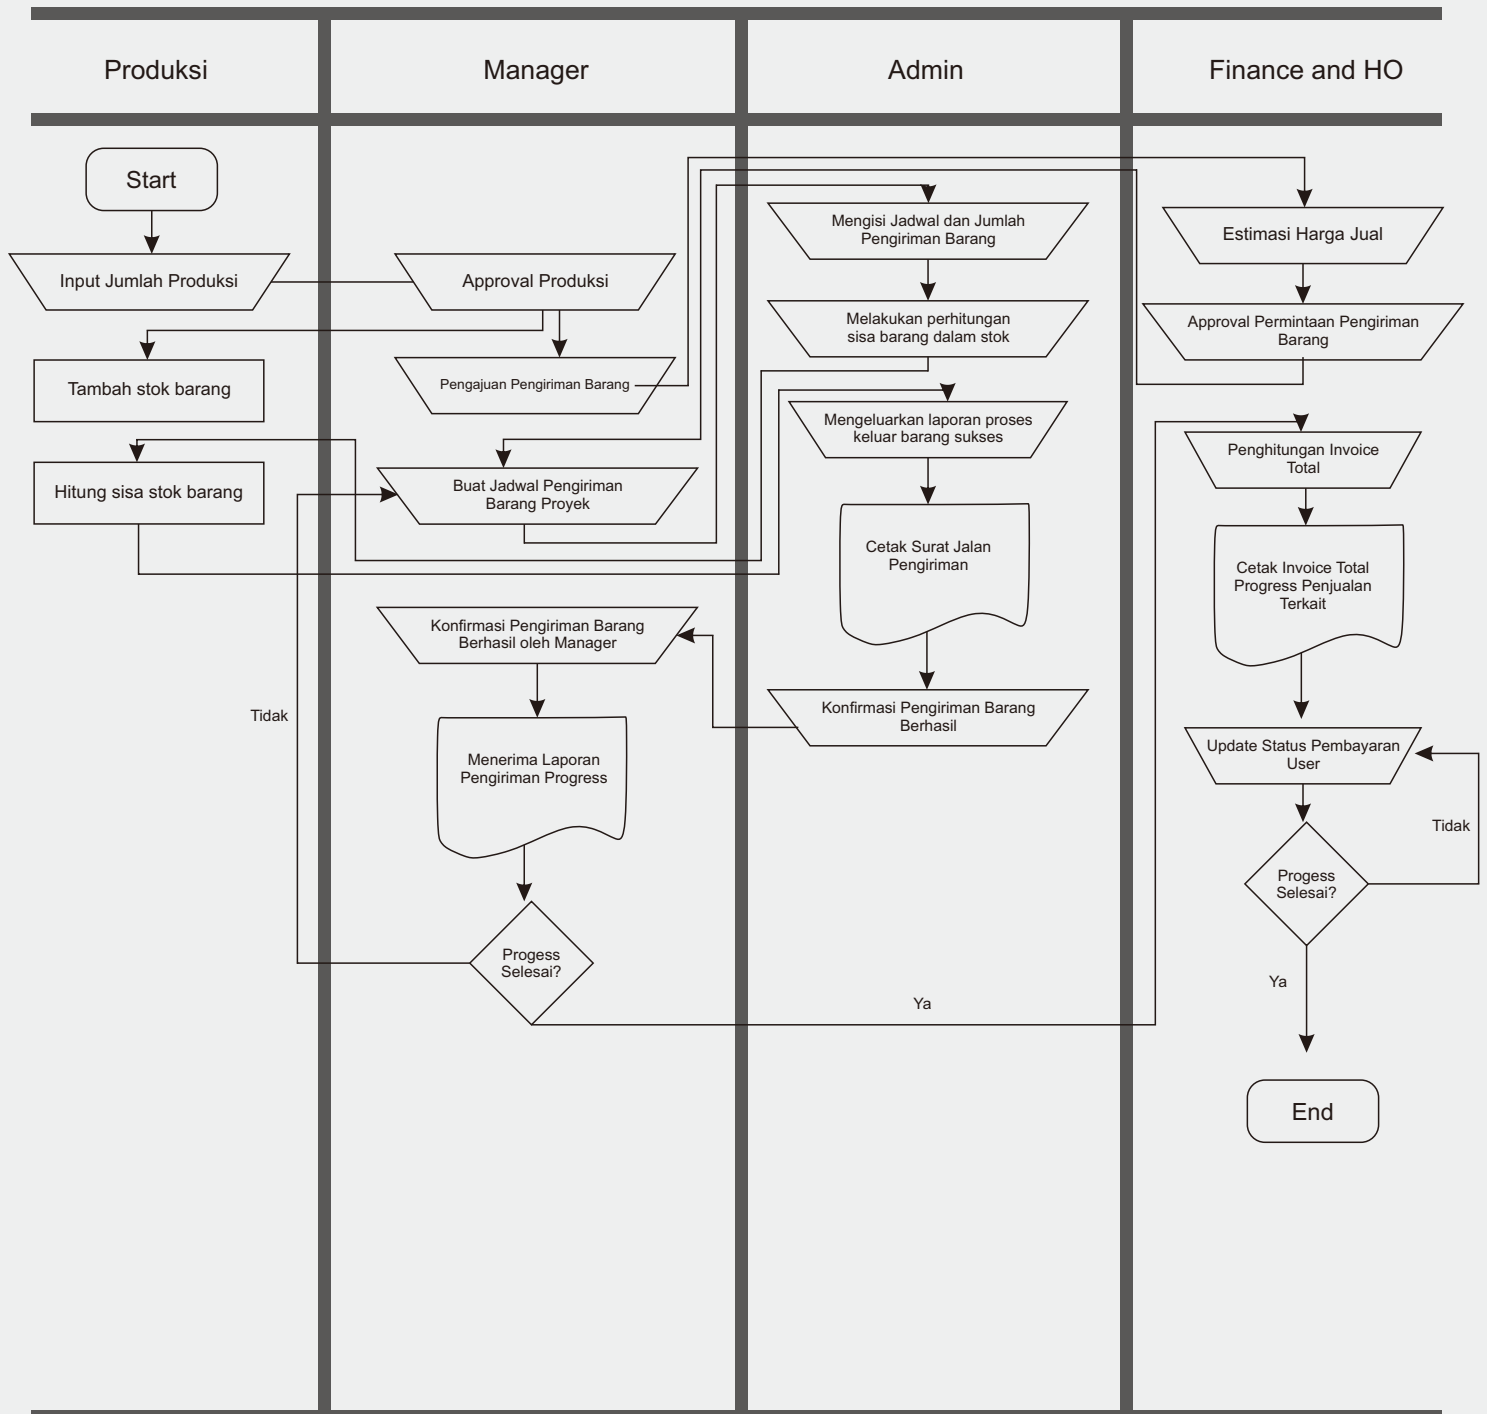 Produksi
Manager
Admin
Finance and HO
Start
Input Jumlah Produksi
Tambah stok barang
Hitung sisa stok barang
Approval Produksi
Pengajuan Pengiriman Barang
Buat Jadwal Pengiriman
Barang Proyek
Konfirmasi Pengiriman Barang
Berhasil oleh Manager
Tidak
Menerima Laporan
Pengiriman Progress
Progess
Selesai?
Ya
Mengisi Jadwal dan Jumlah
Pengiriman Barang
Melakukan perhitungan
sisa barang dalam stok
Mengeluarkan laporan proses
keluar barang sukses
Cetak Surat Jalan
Pengiriman
Konfirmasi Pengiriman Barang
Berhasil
Estimasi Harga Jual
Approval Permintaan Pengiriman
Barang
Penghitungan Invoice
Total
Cetak Invoice Total
Progress Penjualan
Terkait
Update Status Pembayaran
User
Tidak
Progess
Selesai?
Ya
End